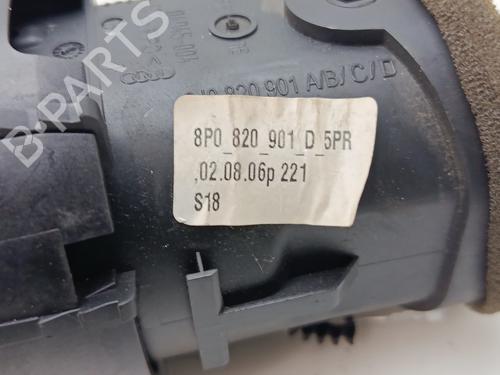 820 901 A/B/C/D
8P0_820_901_D_5PR
,02.08.06p 221
S18
B-PARTS